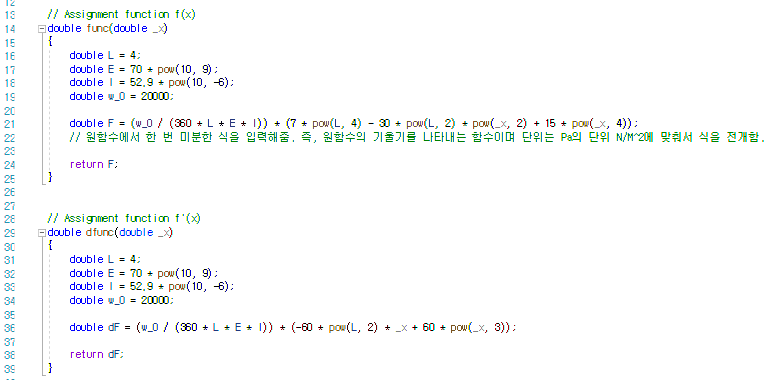 12
13 // Assignment function f(x)
14 double func(double _x)
15 {
16 double L = 4;
17 double E = 70 * pow(10, 9);
18 double I = 52.9 * pow(10, -6);
19 double w_0 = 20000;
20
21 double F = (w_0 / (360 * L * E * I)) * (7 * pow(L, 4) - 30 * pow(L, 2) * pow(_x, 2) + 15 * pow(_x, 4));
22 // 원함수에서 한 번 미분한 식을 입력해줌. 즉, 원함수의 기울기를 나타내는 함수이며 단위는 Pa의 단위 N/M^2에 맞춰서 식을 전개함.
23
24 return F;
25 }
26
27
28 // Assignment function f'(x)
29 double dfunc(double _x)
30 {
31 double L = 4;
32 double E = 70 * pow(10, 9);
33 double I = 52.9 * pow(10, -6);
34 double w_0 = 20000;
35
36 double dF = (w_0 / (360 * L * E * I)) * (-60 * pow(L, 2) * _x + 60 * pow(_x, 3));
37
38 return dF;
39 }